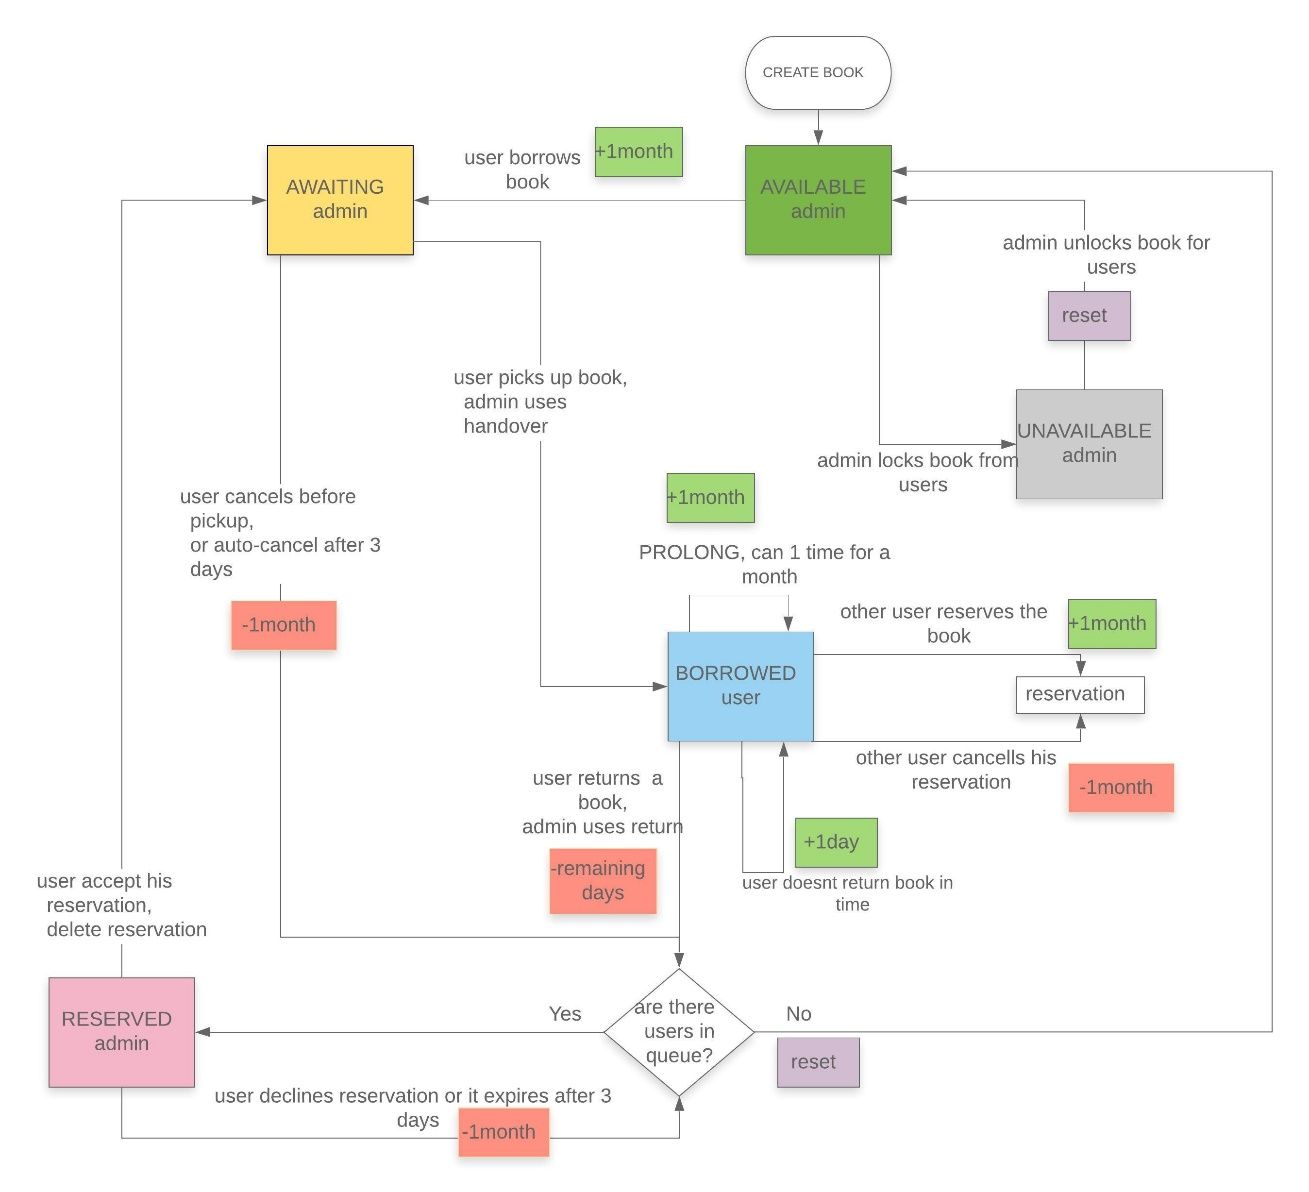 CREATE BOOK
+1month
user borrows
book
AWAITING
admin
AVAILABLE
admin
admin unlocks book for
users
reset
user picks up book,
admin uses
handover
UNAVAILABLE
admin
admin locks book from
users
+1month
user cancels before
pickup,
or auto-cancel after 3
days
-1month
PROLONG, can 1 time for a
month
other user reserves the
book
+1month
BORROWED
user
reservation
other user cancells his
reservation
-1month
user returns a
book,
admin uses return
-remaining
days
+1day
user doesnt return book in
time
user accept his
reservation,
delete reservation
RESERVED
admin
Yes
are there
users in
queue?
No
reset
user declines reservation or it expires after 3
days
-1month